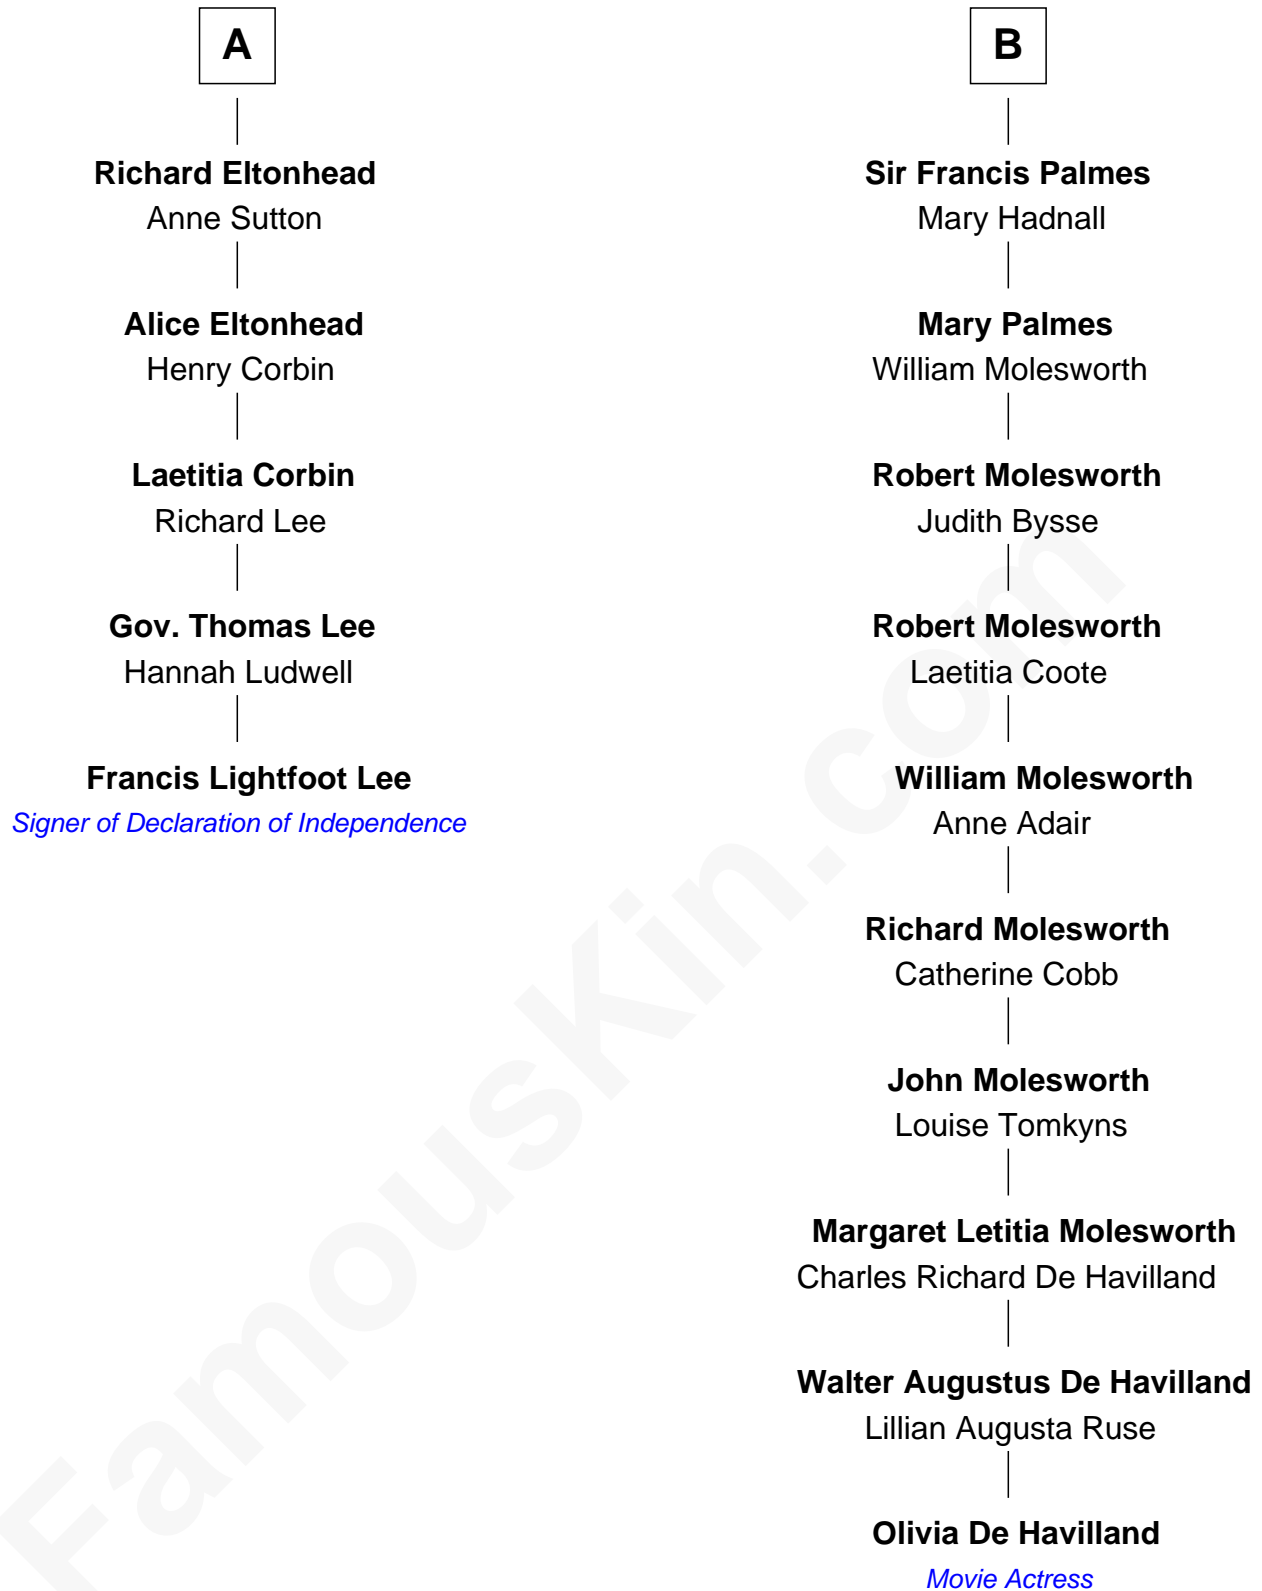 A
Richard Eltonhead
Anne Sutton
Alice Eltonhead
Henry Corbin
Laetitia Corbin
Richard Lee
Gov. Thomas Lee
Hannah Ludwell
Francis Lightfoot Lee
Signer of Declaration of Independence
B
Sir Francis Palmes
Mary Hadnall
Mary Palmes
William Molesworth
Robert Molesworth
Judith Bysse
Robert Molesworth
Laetitia Coote
William Molesworth
Anne Adair
Richard Molesworth
Catherine Cobb
John Molesworth
Louise Tomkyns
Margaret Letitia Molesworth
Charles Richard De Havilland
Walter Augustus De Havilland
Lillian Augusta Ruse
Olivia De Havilland
Movie Actress
FamousKin.com